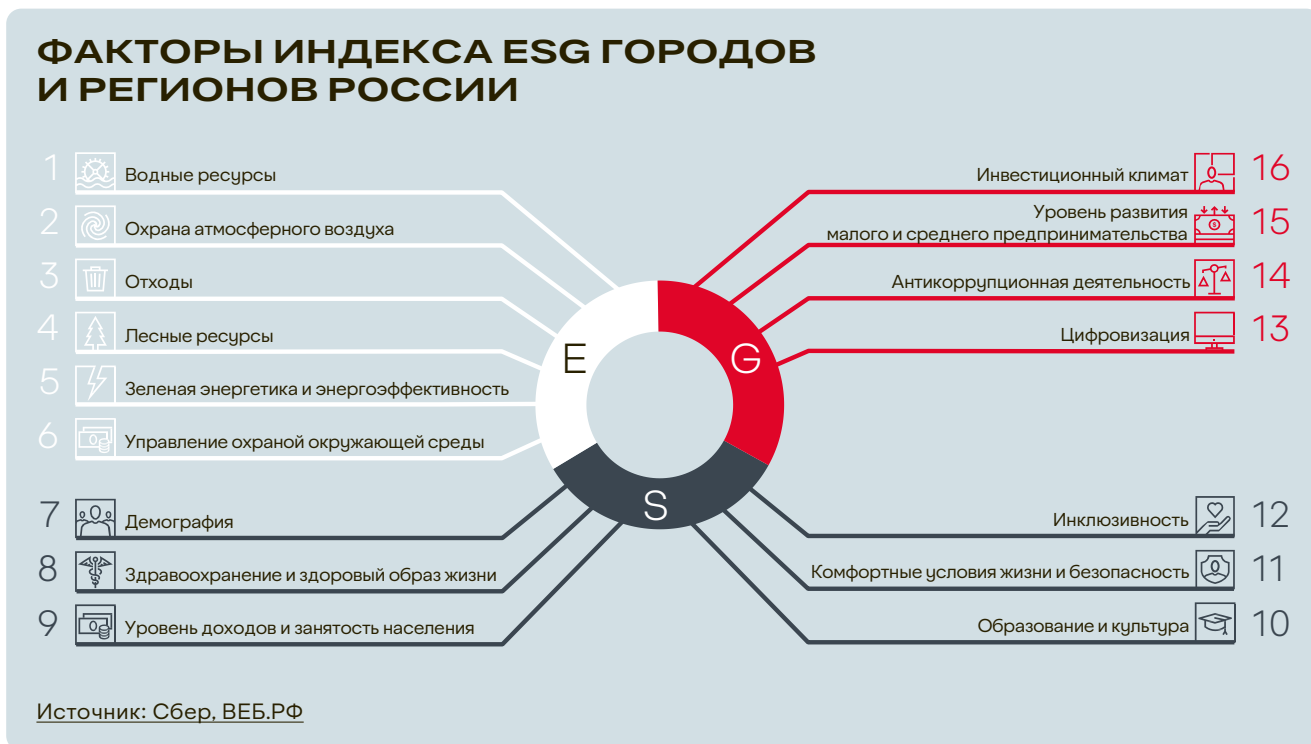 ФАКТОРЫ ИНДЕКСА ESG ГОРОДОВ
И РЕГИОНОВ РОССИИ
1 Водные ресурсы
2 Охрана атмосферного воздуха
3 Отходы
4 Лесные ресурсы
5 Зеленая энергетика и энергоэффективность
6 Управление охраной окружающей среды
7 Демография
8 Здравоохранение и здоровый образ жизни
9 Уровень доходов и занятость населения
E
G
S
Инвестиционный климат 16
Уровень развития
малого и среднего предпринимательства 15
Антикоррупционная деятельность 14
Цифровизация 13
Инклюзивность 12
Комфортные условия жизни и безопасность 11
Образование и культура 10
Источник: Сбер, ВЕБ.РФ